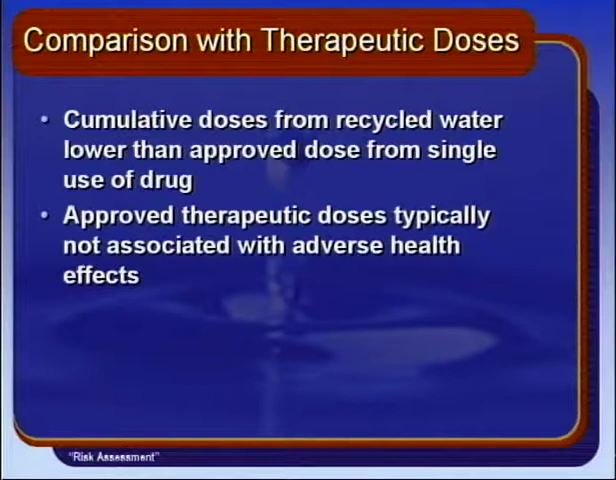 Comparison with Therapeutic Doses
• Cumulative doses from recycled water
lower than approved dose from single
use of drug
• Approved therapeutic doses typically
not associated with adverse health
effects
"Risk Assessment"